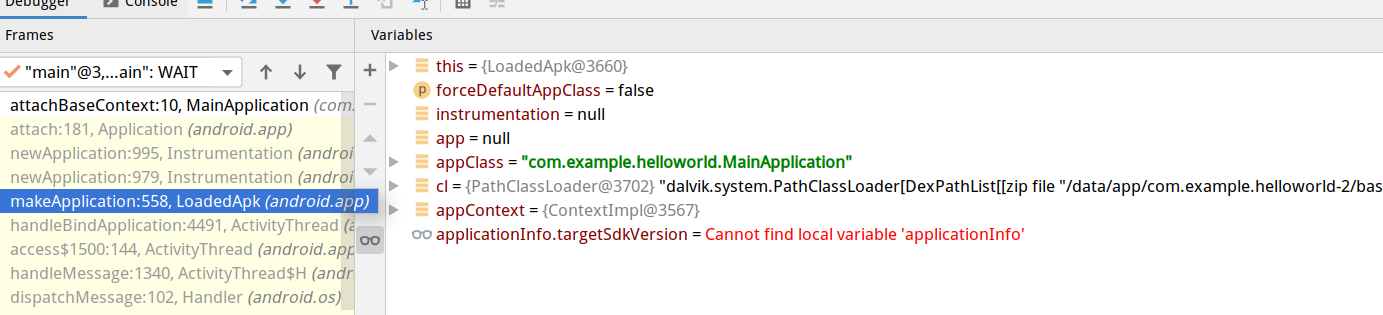 Debugger Console
Frames
Variables
"main"@3,...ain": WAIT
attachBaseContext:10, MainApplication (com.
attach:181, Application (android.app)
newApplication:995, Instrumentation (androi
newApplication:979, Instrumentation (androi
makeApplication:558, LoadedApk (android.app)
handleBindApplication:4491, ActivityThread (a
access$1500:144, ActivityThread (android.app
handleMessage:1340, ActivityThread$H (andr
dispatchMessage:102, Handler (android.os)
this = {LoadedApk@3660}
p forceDefaultAppClass = false
instrumentation = null
app = null
appClass = "com.example.helloworld.MainApplication"
cl = {PathClassLoader@3702} "dalvik.system.PathClassLoader[DexPathList[[zip file "/data/app/com.example.helloworld-2/bas
appContext = {ContextImpl@3567}
applicationInfo.targetSdkVersion = Cannot find local variable 'applicationInfo'